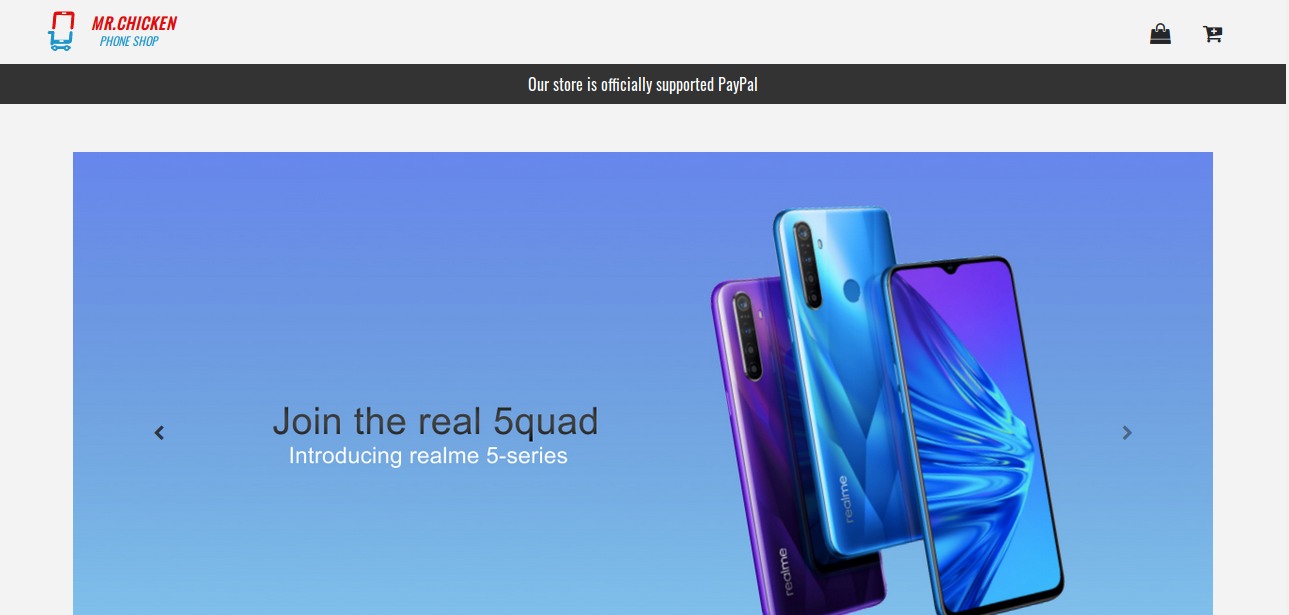 MR.CHICKEN
PHONE SHOP
Our store is officially supported PayPal
Join the real 5quad
Introducing realme 5-series
realme
realme